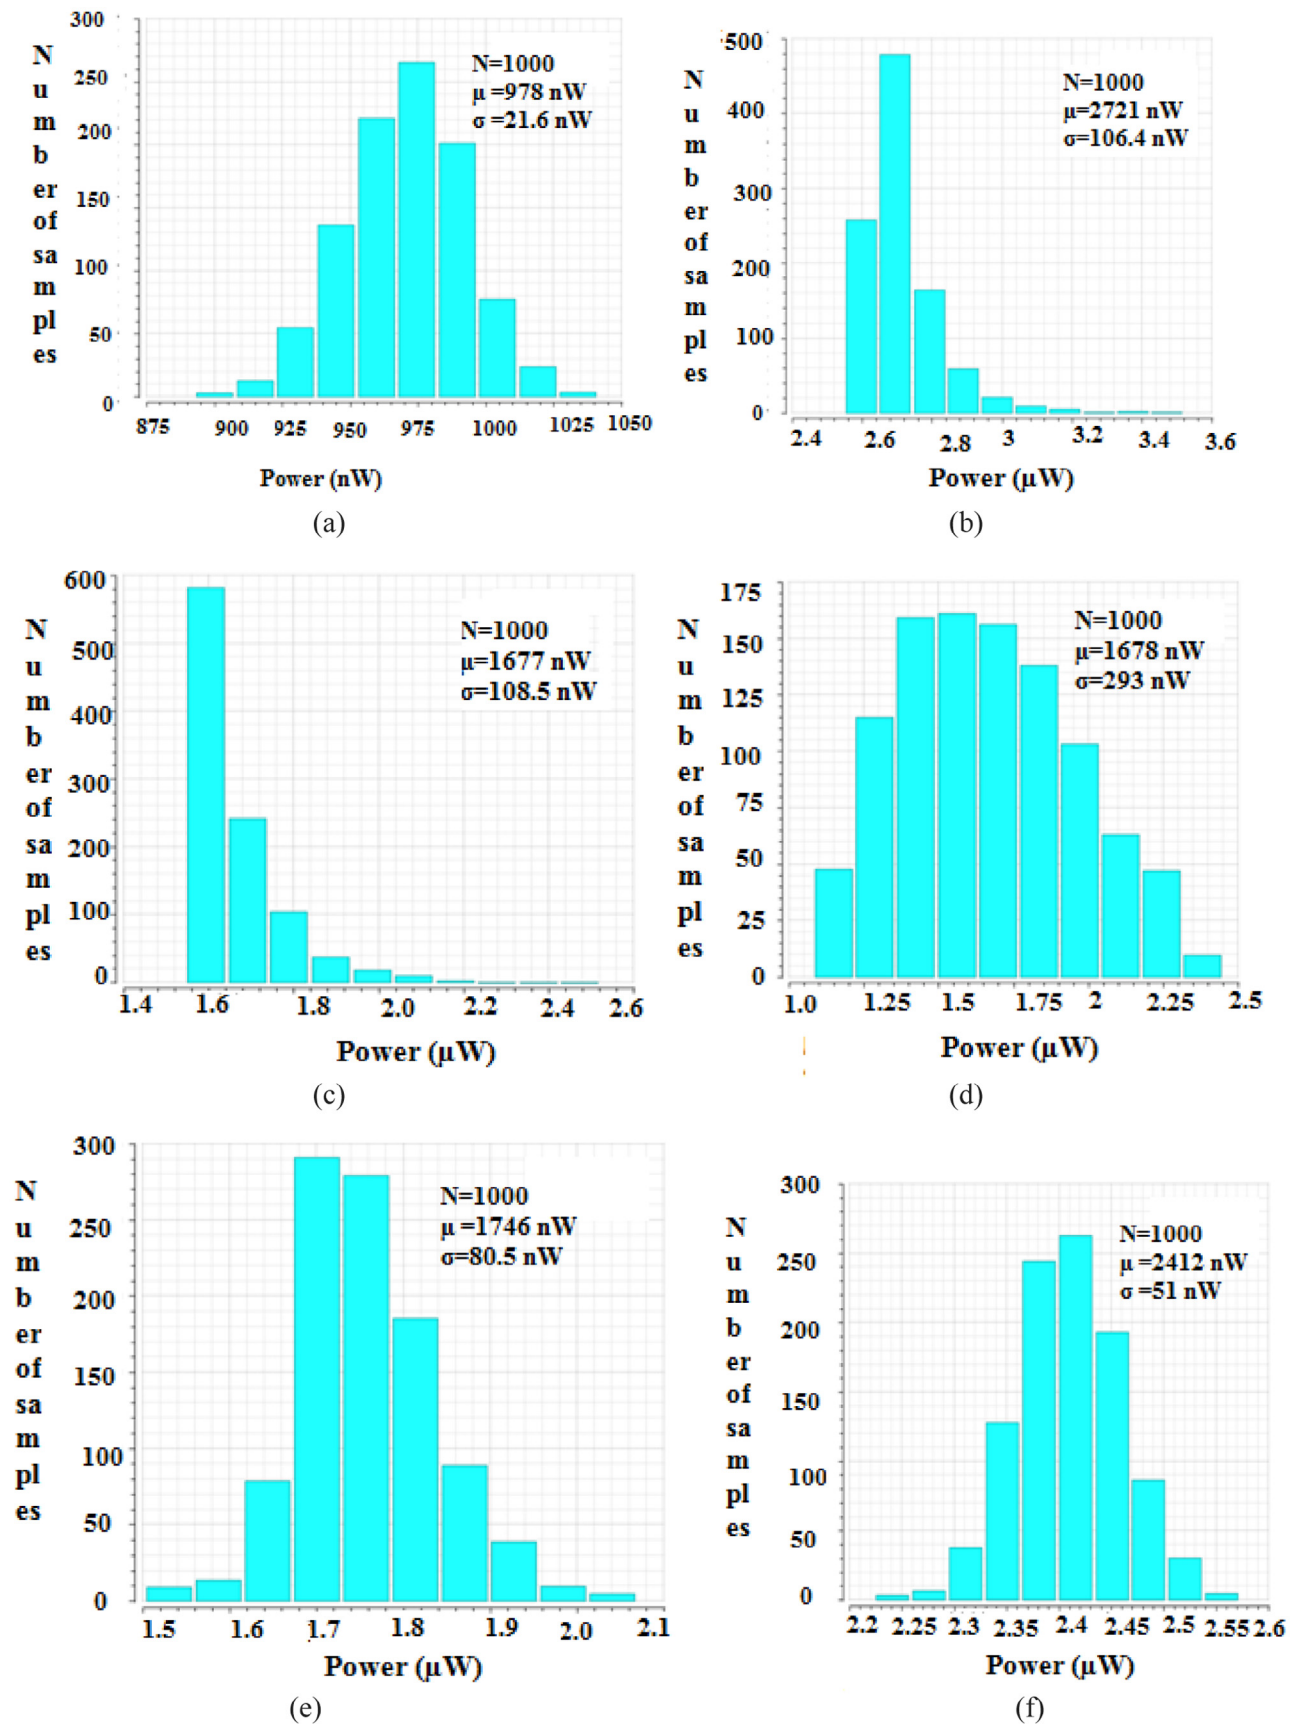 300
250
200
150
100
50
0
N
u
m
b
er
of
sa
m
pl
es
N=1000
μ =978 nW
σ =21.6 nW
875 900 925 950 975 1000 1025 1050
Power (nW)
(a)
500
400
300
200
100
0
N
u
m
b
er
of
sa
m
pl
es
N=1000
μ=2721 nW
σ=106.4 nW
2.4 2.6 2.8 3 3.2 3.4 3.6
Power (μW)
(b)
600
500
400
300
200
100
0
N
u
m
b
er
of
sa
m
pl
es
N=1000
μ=1677 nW
σ=108.5 nW
1.4 1.6 1.8 2.0 2.2 2.4 2.6
Power (μW)
(c)
175
150
125
100
75
50
25
0
N
u
m
b
er
of
sa
m
pl
es
N=1000
μ=1678 nW
σ=293 nW
1.0 1.25 1.5 1.75 2 2.25 2.5
Power (μW)
(d)
300
250
200
150
100
50
0
N
u
m
b
er
of
sa
m
pl
es
N=1000
μ =1746 nW
σ=80.5 nW
1.5 1.6 1.7 1.8 1.9 2.0 2.1
Power (μW)
(e)
300
250
200
150
100
50
0
N
u
m
b
er
of
sa
m
pl
es
N=1000
μ =2412 nW
σ =51 nW
2.2 2.25 2.3 2.35 2.4 2.45 2.5 2.55 2.6
Power (μW)
(f)